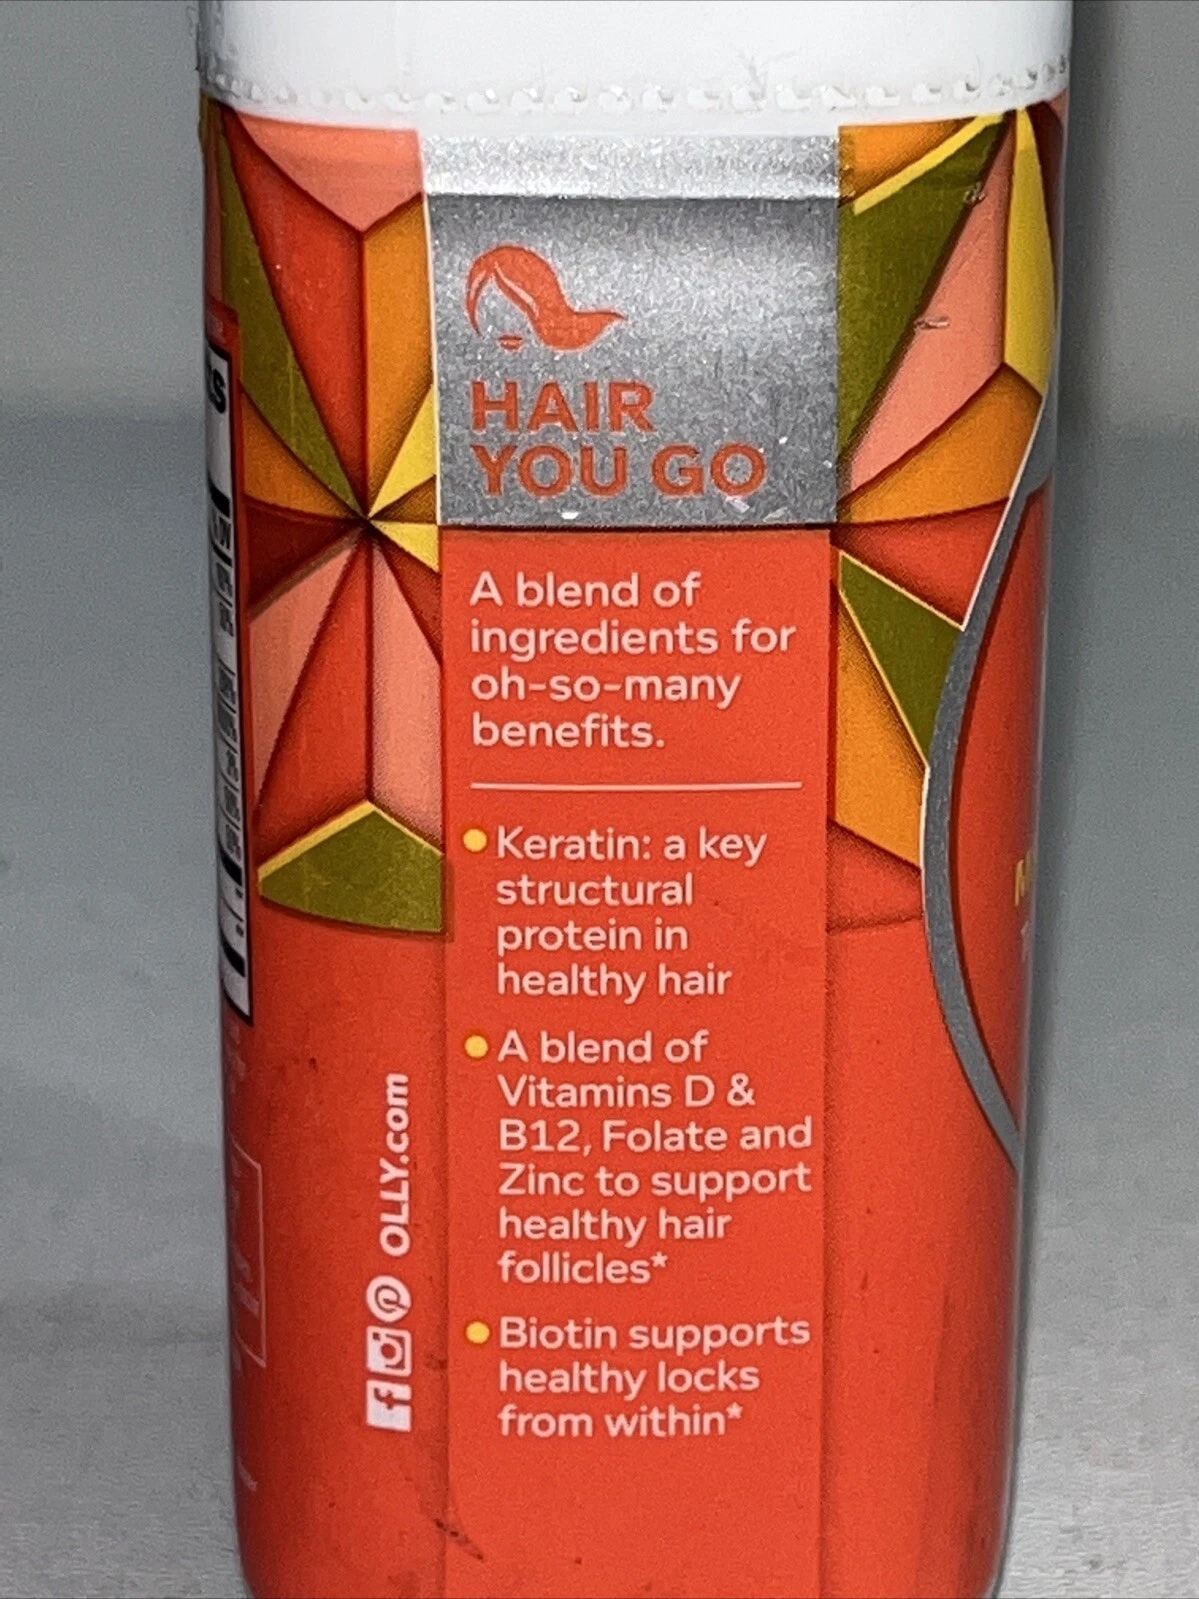 HAIR
YOU GO
A blend of
ingredients for
oh-so-many
benefits.
Keratin: a key
structural
protein in
healthy hair
A blend of
Vitamins D &
B12, Folate and
Zinc to support
healthy hair
follicles*
Biotin supports
healthy locks
from within*
OLLY.com